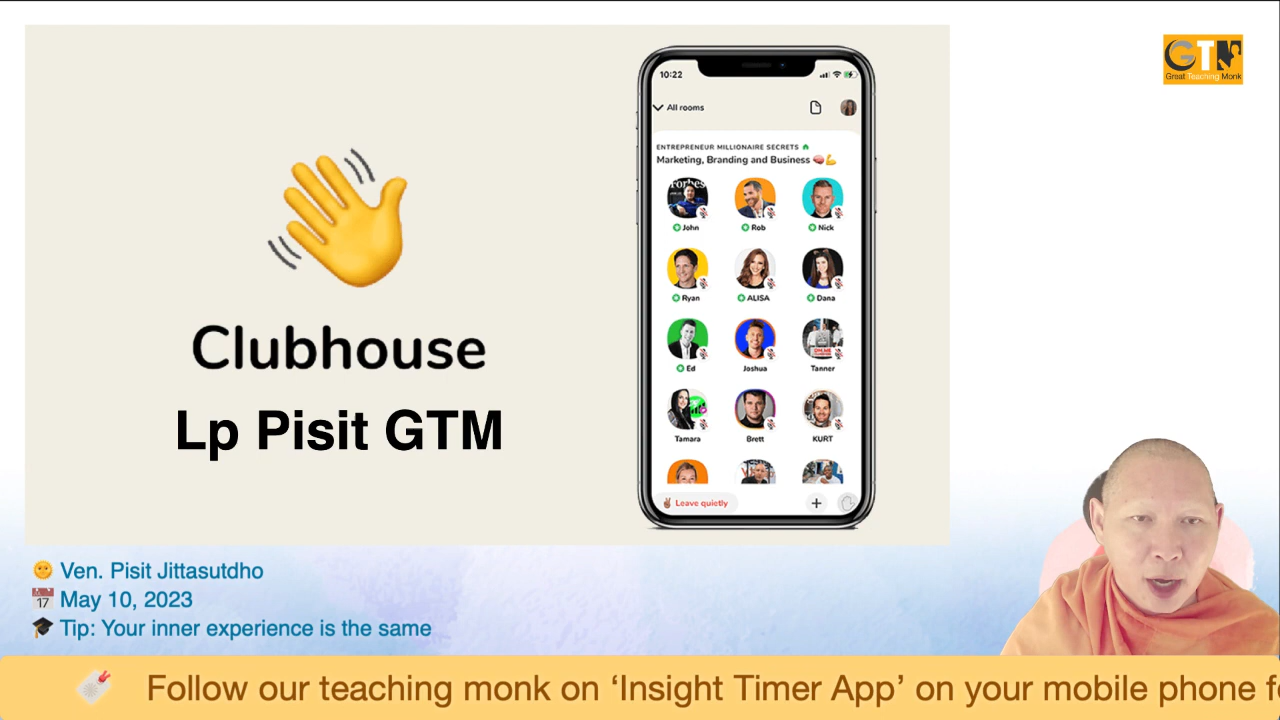 GTM
Great Teaching Monk
Clubhouse
Lp Pisit GTM
10:22
All rooms
ENTREPRENEUR MILLIONAIRE SECRETS
Marketing, Branding and Business 🧠💪
Forbes
John Rob Nick
Ryan ALISA Dana
Ed Joshua Tanner
Tamara Brett KURT
✌🏽 Leave quietly +
🌞 Ven. Pisit Jittasutdho
📅 May 10, 2023
🎓 Tip: Your inner experience is the same
Follow our teaching monk on ‘Insight Timer App’ on your mobile phone f